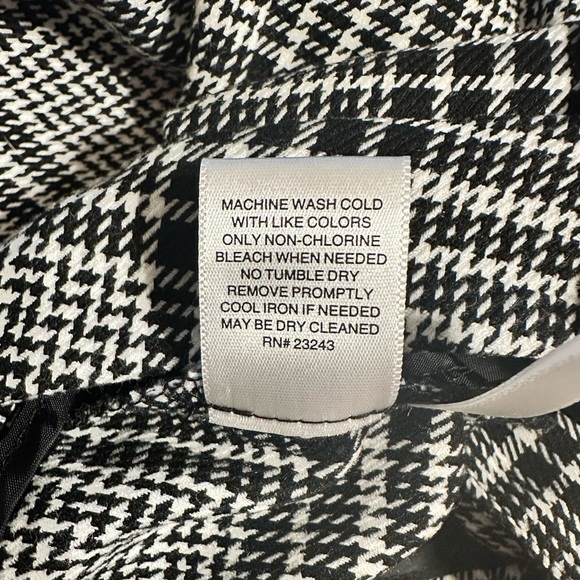 MACHINE WASH COLD
WITH LIKE COLORS
ONLY NON-CHLORINE
BLEACH WHEN NEEDED
NO TUMBLE DRY
REMOVE PROMPTLY
COOL IRON IF NEEDED
MAY BE DRY CLEANED
RN# 23243